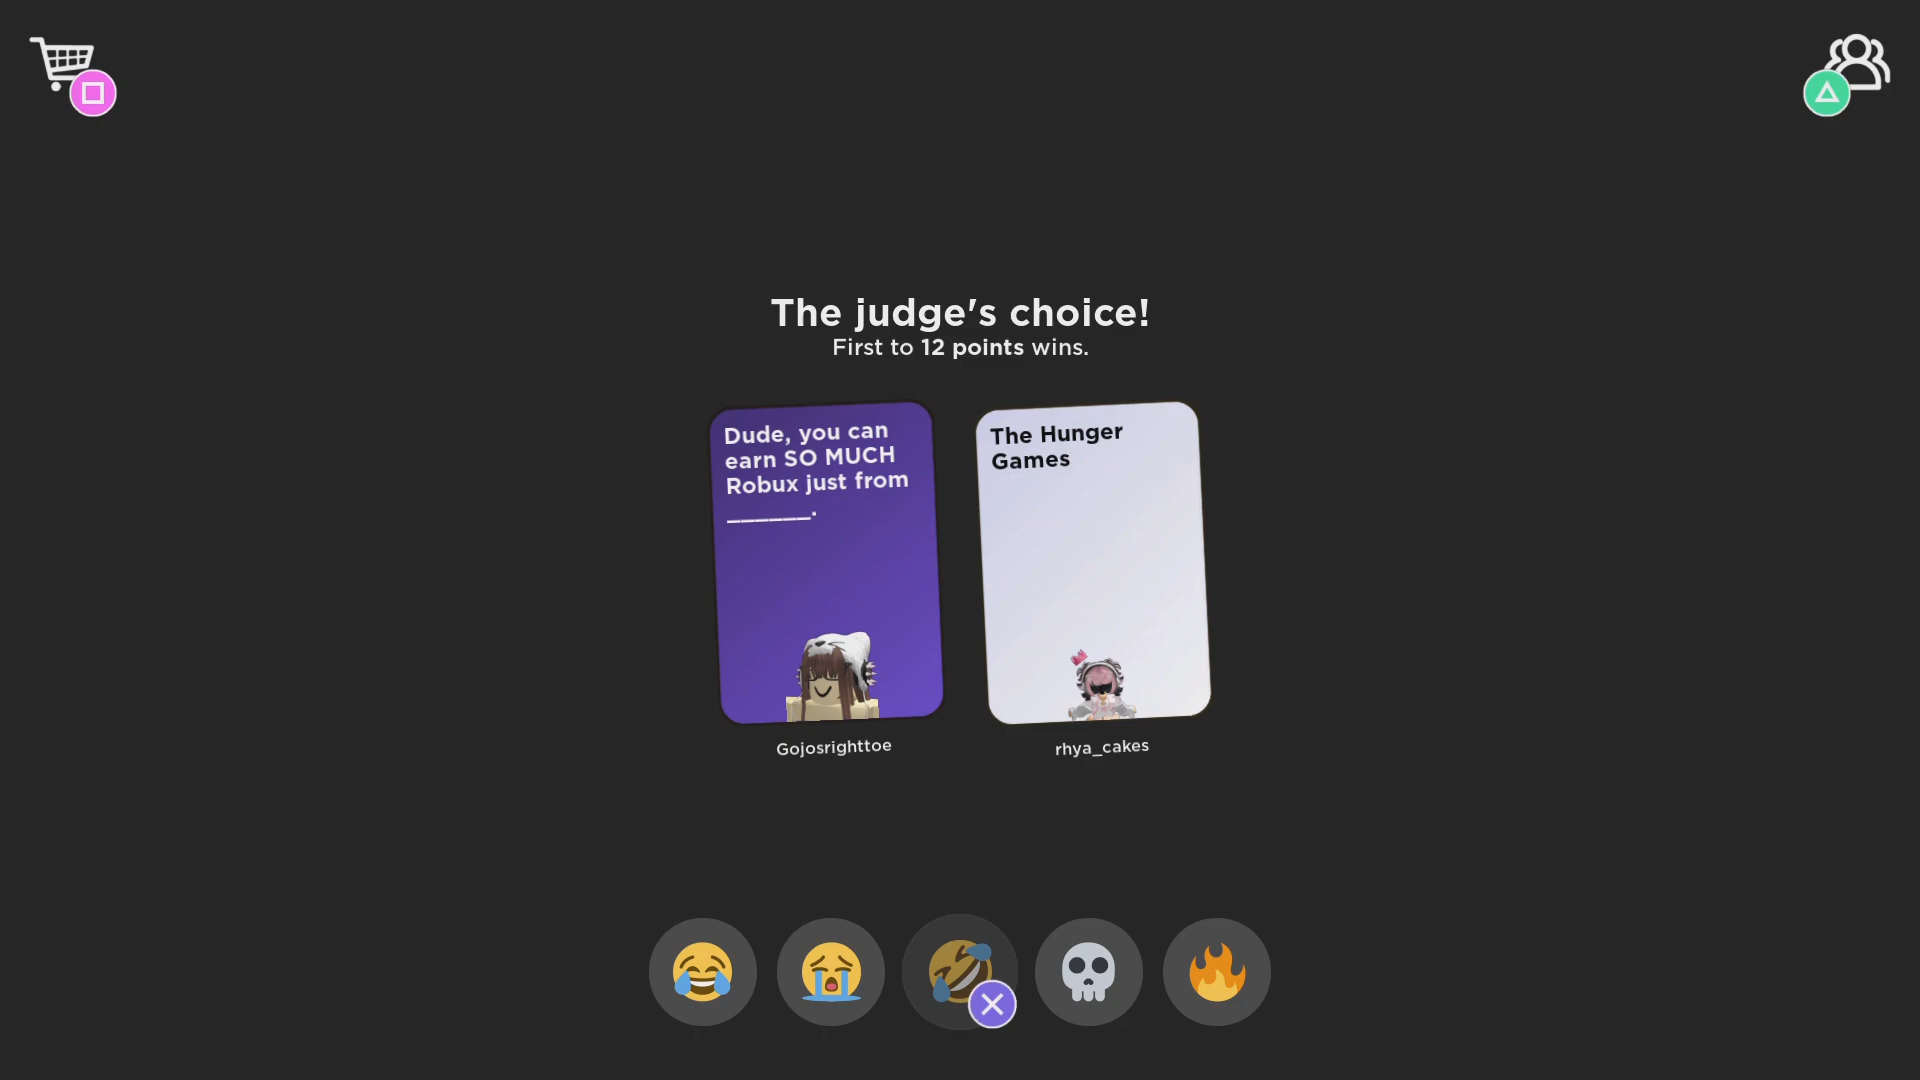 The judge's choice!
First to 12 points wins.
Dude, you can
earn SO MUCH
Robux just from
______.
The Hunger
Games
Gojosrighttoe
rhya_cakes